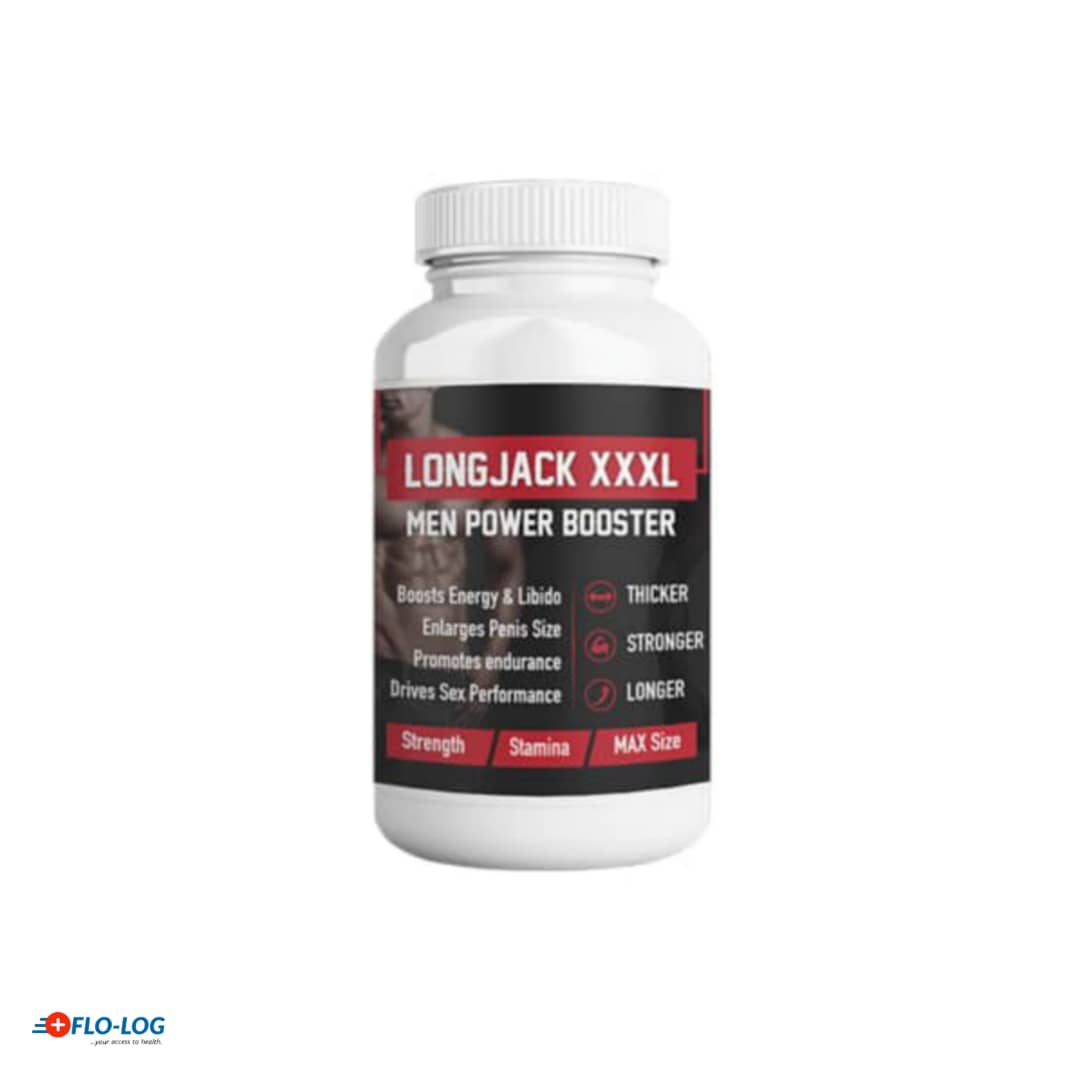 LONGJACK XXXL
MEN POWER BOOSTER
Boosts Energy & Libido
Enlarges Penis Size
Promotes endurance
Drives Sex Performance
THICKER
STRONGER
LONGER
Strength
Stamina
MAX Size
FLO-LOG
...your access to health.